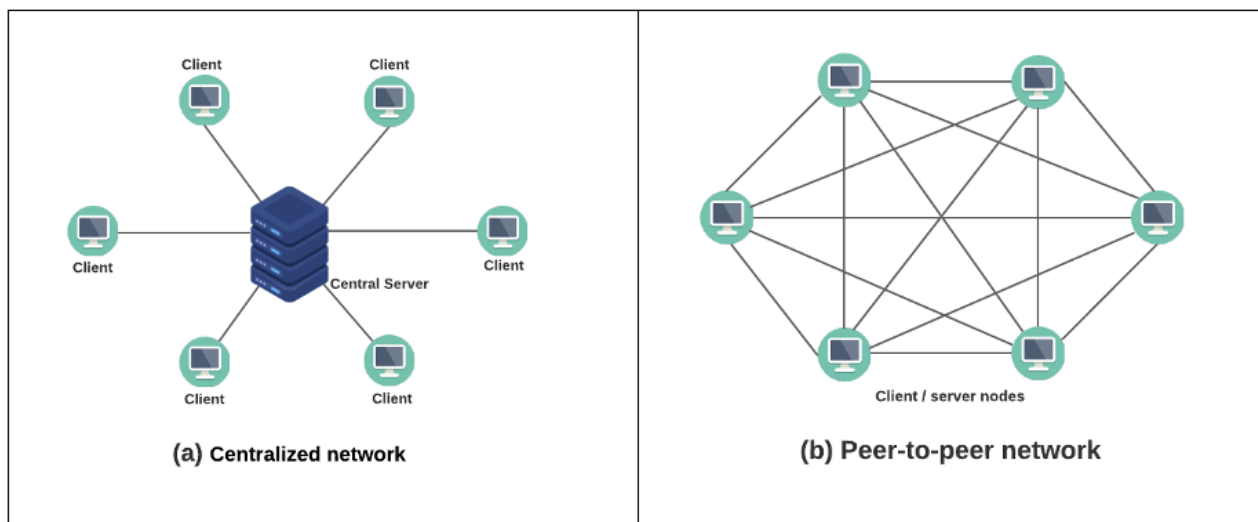 Client
Client
Client
Client
Central Server
Client
Client
(a) Centralized network
Client / server nodes
(b) Peer-to-peer network